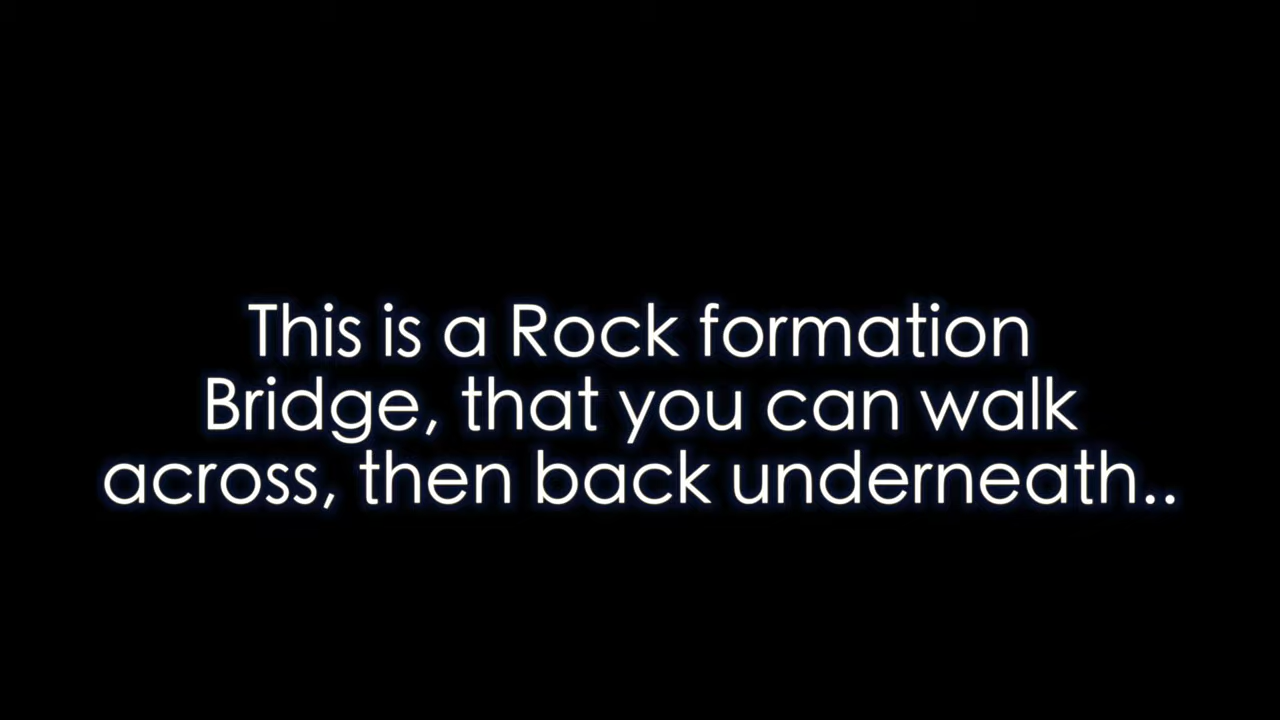 This is a Rock formation
Bridge, that you can walk
across, then back underneath..